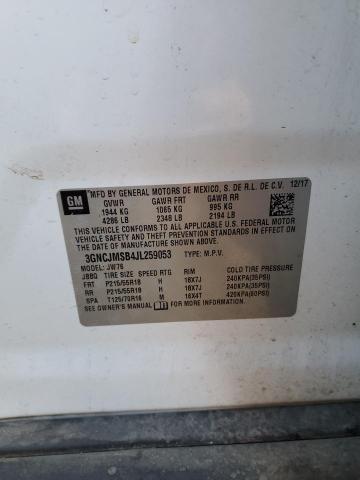 GM MFD BY GENERAL MOTORS DE MEXICO, S. DE R.L. DE C.V. 12/17
GVWR GAWR FRT GAWR RR
1944 KG 1065 KG 995 KG
4286 LB 2348 LB 2194 LB
THIS VEHICLE CONFORMS TO ALL APPLICABLE U.S. FEDERAL MOTOR
VEHICLE SAFETY AND THEFT PREVENTION STANDARDS IN EFFECT ON
THE DATE OF MANUFACTURE SHOWN ABOVE.
3GNCJMSB4JL259053 TYPE: M.P.V.
MODEL: JW76
JBBQ TIRE SIZE SPEED RTG RIM COLD TIRE PRESSURE
FRT P215/55R18 H 18X7J 240KPA(35PSI)
RR P215/55R18 H 18X7J 240KPA(35PSI)
SPA T125/70R16 M 16X4T 420KPA(60PSI)
SEE OWNER'S MANUAL FOR MORE INFORMATION.